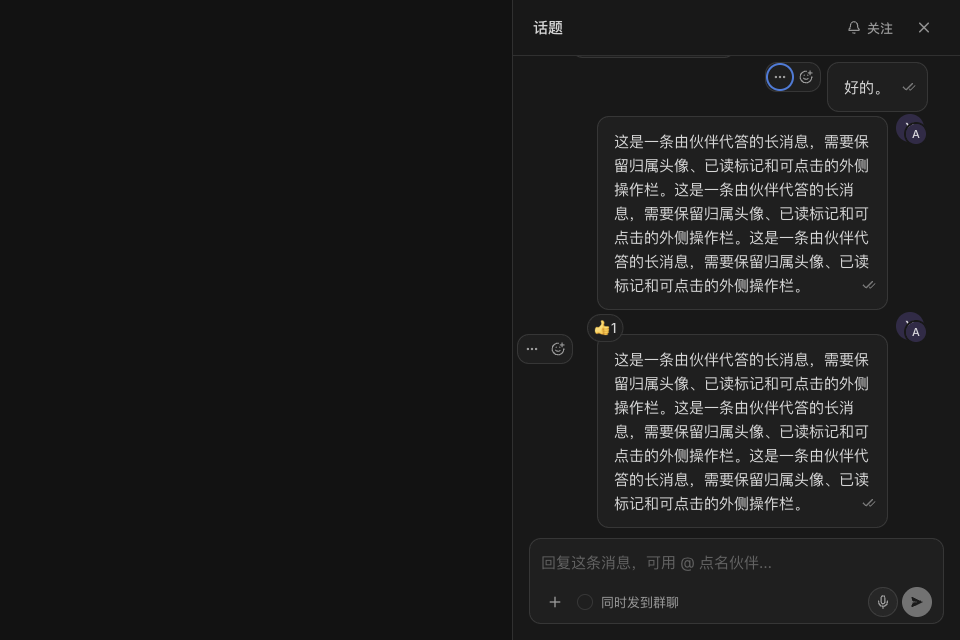 话题
关注
好的。
A
这是一条由伙伴代答的长消息，需要保
留归属头像、已读标记和可点击的外侧
操作栏。这是一条由伙伴代答的长消
息，需要保留归属头像、已读标记和可
点击的外侧操作栏。这是一条由伙伴代
答的长消息，需要保留归属头像、已读
标记和可点击的外侧操作栏。
👍1
A
这是一条由伙伴代答的长消息，需要保
留归属头像、已读标记和可点击的外侧
操作栏。这是一条由伙伴代答的长消
息，需要保留归属头像、已读标记和可
点击的外侧操作栏。这是一条由伙伴代
答的长消息，需要保留归属头像、已读
标记和可点击的外侧操作栏。
回复这条消息，可用 @ 点名伙伴...
同时发到群聊